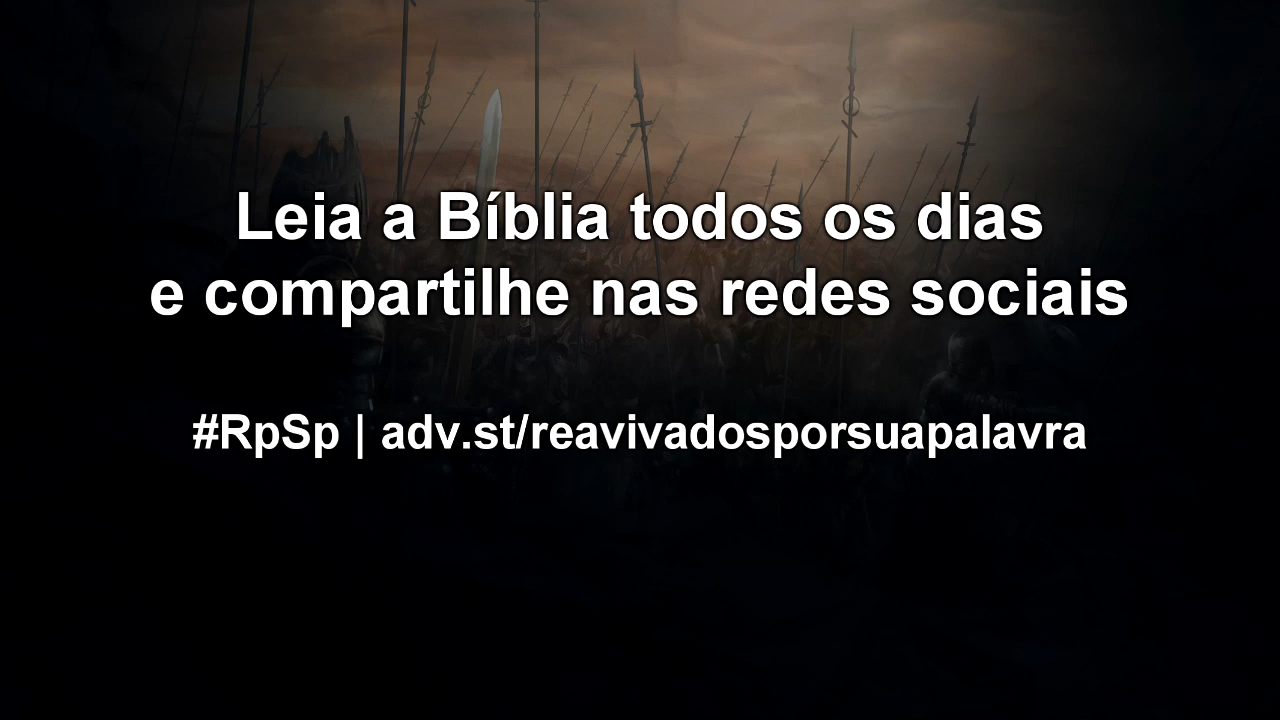 Leia a Bíblia todos os dias
e compartilhe nas redes sociais
#RpSp | adv.st/reavivadosporsuapalavra